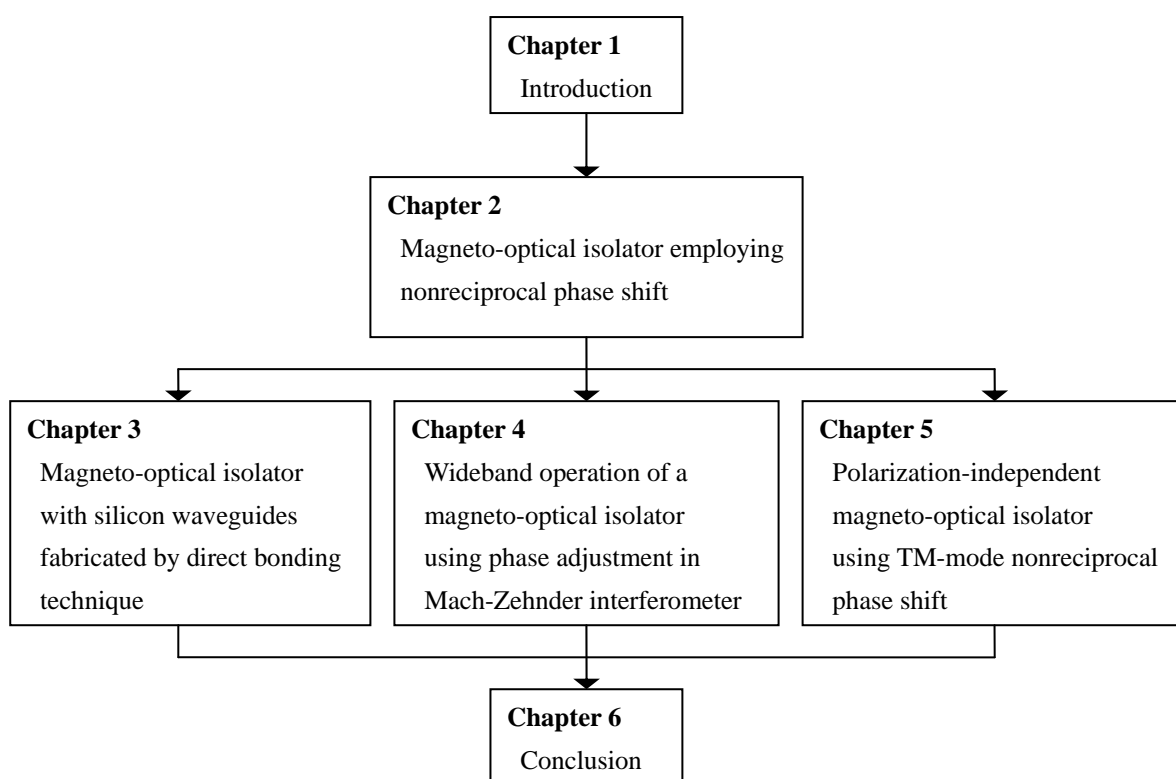 Chapter 1
Introduction
Chapter 2
Magneto-optical isolator employing
nonreciprocal phase shift
Chapter 3
Magneto-optical isolator
with silicon waveguides
fabricated by direct bonding
technique
Chapter 4
Wideband operation of a
magneto-optical isolator
using phase adjustment in
Mach-Zehnder interferometer
Chapter 5
Polarization-independent
magneto-optical isolator
using TM-mode nonreciprocal
phase shift
Chapter 6
Conclusion